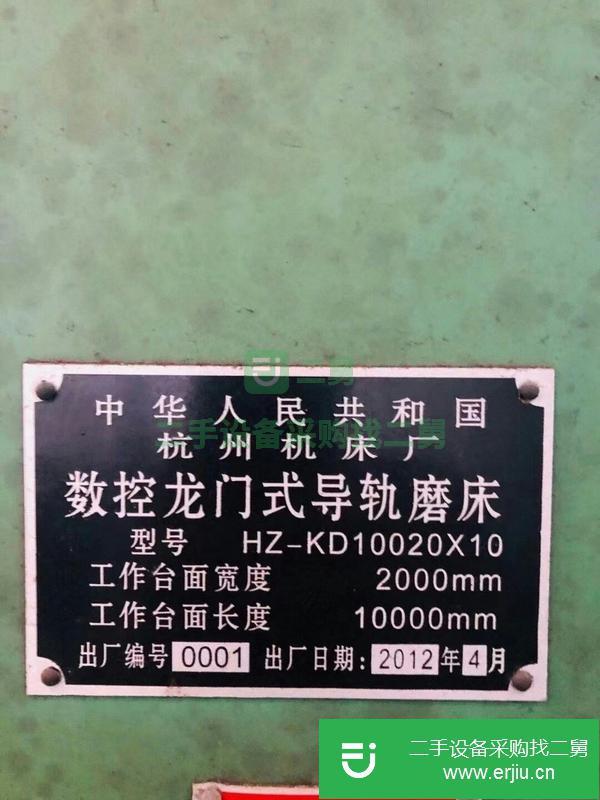 二舅
中华人民共和国
二手设备采购找二舅
杭州机床厂
数控龙门式导轨磨床
型号 HZ-KD10020X10
工作台面宽度 2000mm
工作台面长度 10000mm
出厂编号 0001 出厂日期: 2012年4月
二手设备采购找二舅
www.erjiu.cn